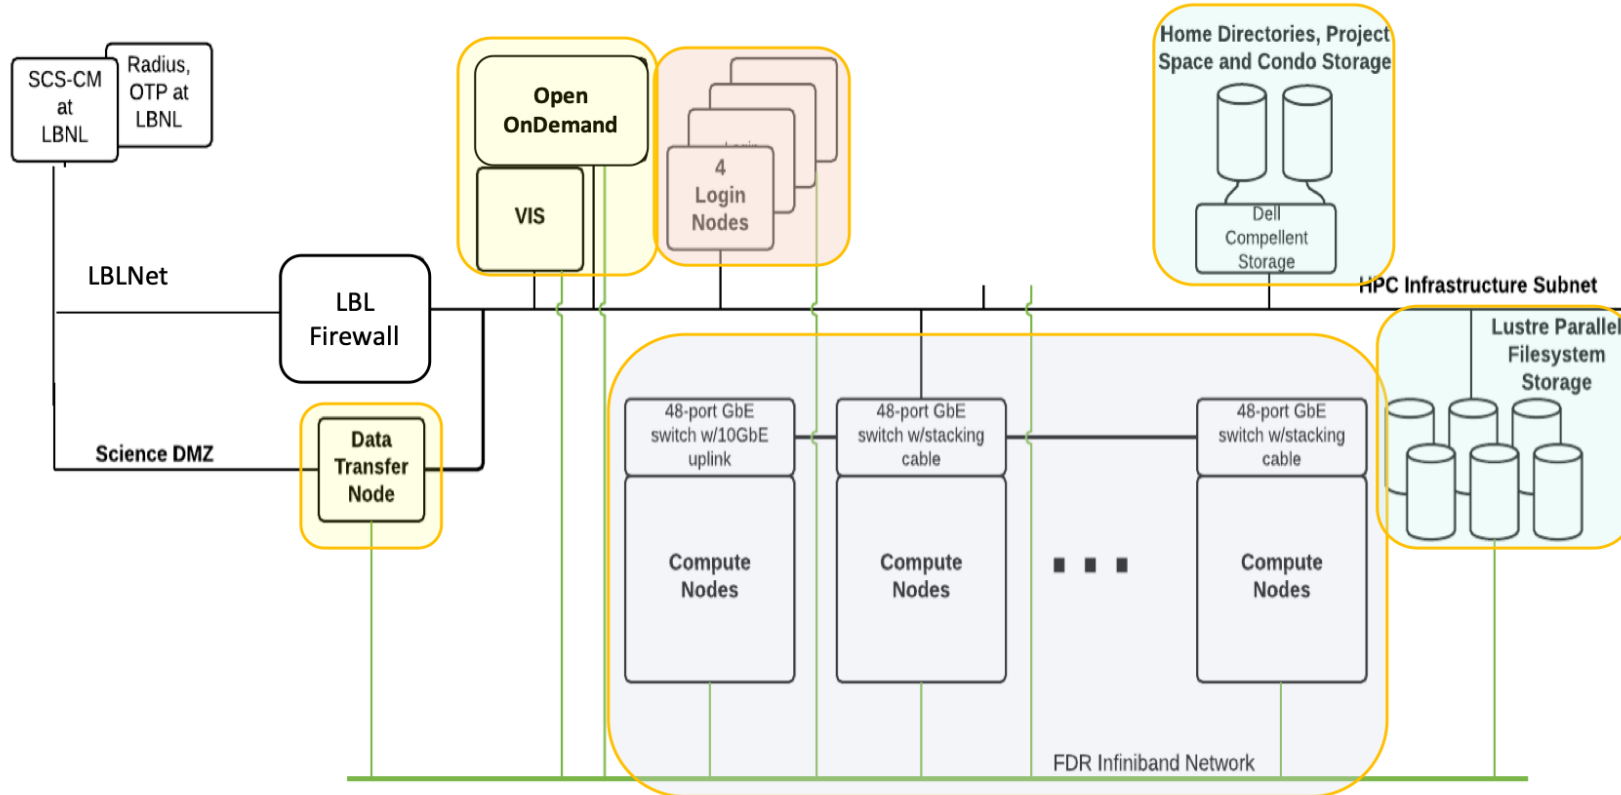 SCS-CM
at
LBNL
Radius,
OTP at
LBNL
Open
OnDemand
VIS
4
Login
Nodes
Home Directories, Project
Space and Condo Storage
Dell
Compellent
Storage
LBLNet
LBL
Firewall
HPC Infrastructure Subnet
Lustre Parallel
Filesystem
Storage
Science DMZ
Data
Transfer
Node
48-port GbE
switch w/10GbE
uplink
48-port GbE
switch w/stacking
cable
48-port GbE
switch w/stacking
cable
Compute
Nodes
Compute
Nodes
Compute
Nodes
FDR Infiniband Network